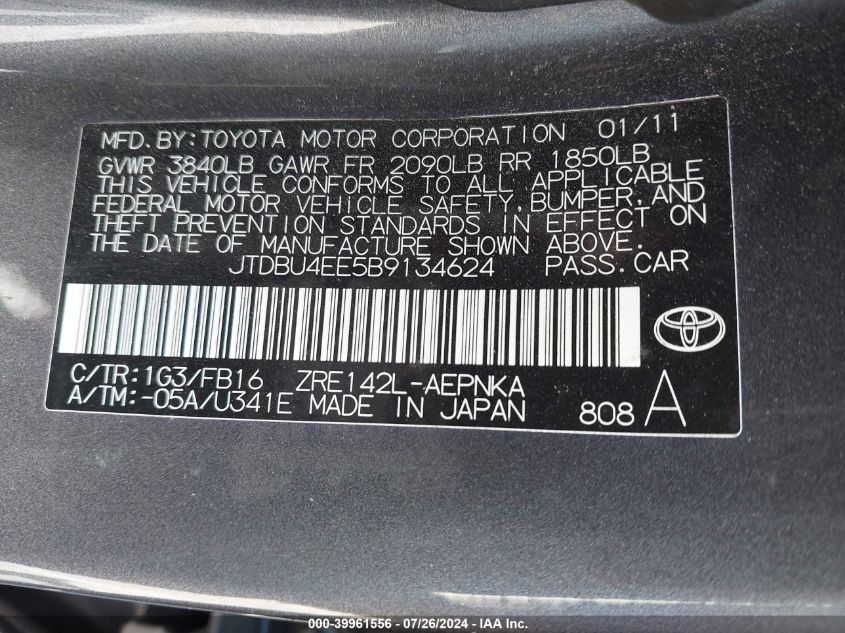 MFD.BY:TOYOTA MOTOR CORPORATION 01/11
GVWR 3840LB GAWR FR 2090LB RR 1850LB
THIS VEHICLE CONFORMS TO ALL APPLICABLE
FEDERAL MOTOR VEHICLE SAFETY,BUMPER,AND
THEFT PREVENTION STANDARDS IN EFFECT ON
THE DATE OF MANUFACTURE SHOWN ABOVE.
JTDBU4EE5B9134624 PASS.CAR
C/TR:1G3/FB16 ZRE142L-AEPNKA
A/TM:-05A/U341E MADE IN JAPAN 808 A
000-39961556 - 07/26/2024 - IAA Inc.